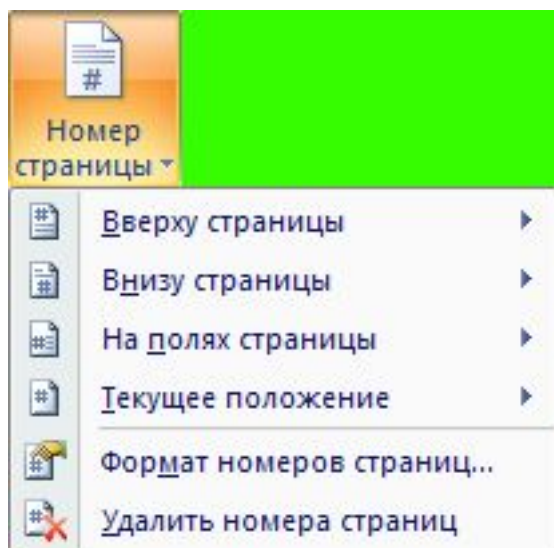 Номер
страницы
Вверху страницы
Внизу страницы
На полях страницы
Текущее положение
Формат номеров страниц...
Удалить номера страниц